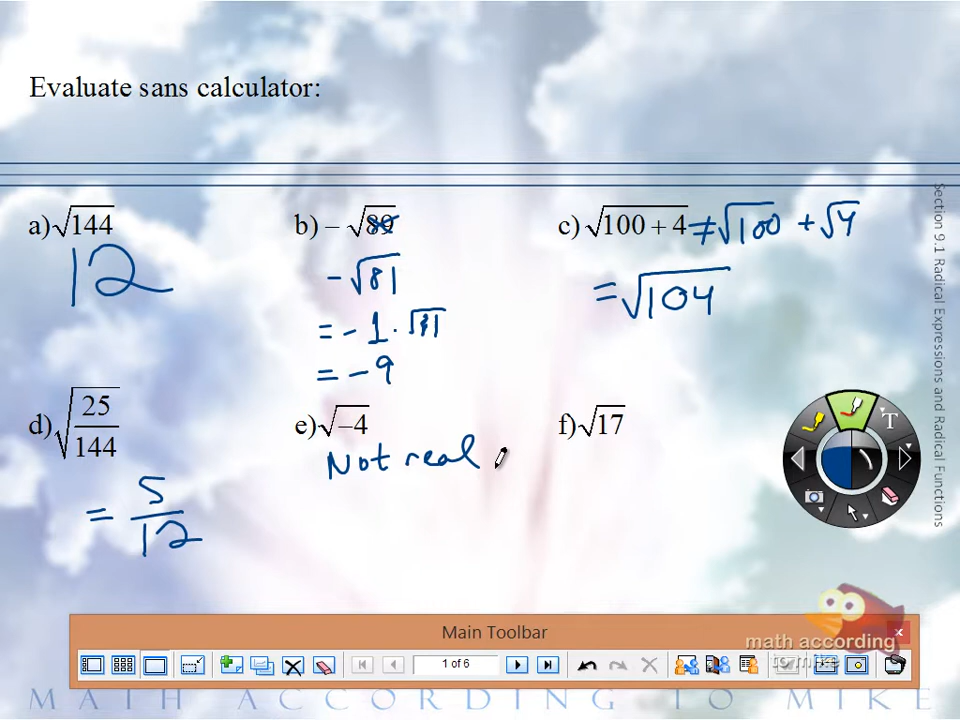 Evaluate sans calculator:
a)√144
12
b) –√89
-√81
= -1·√81
= -9
c) √100 + 4 ≠ √100 + √4
= √104
d)√25/144
= 5/12
e)√–4
Not real
f)√17
T
Section 9.1 Radical Expressions and Radical Functions
Main Toolbar
1 of 6
math according
to mike
MATH ACCORDING TO MIKE